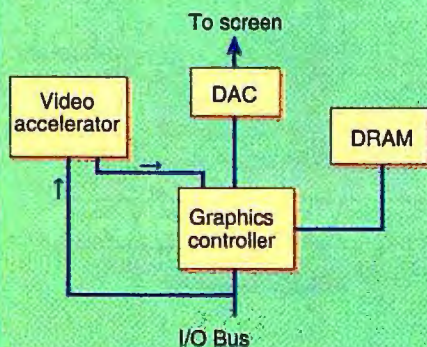 To screen
DAC
Video
accelerator
DRAM
Graphics
controller
I/O Bus